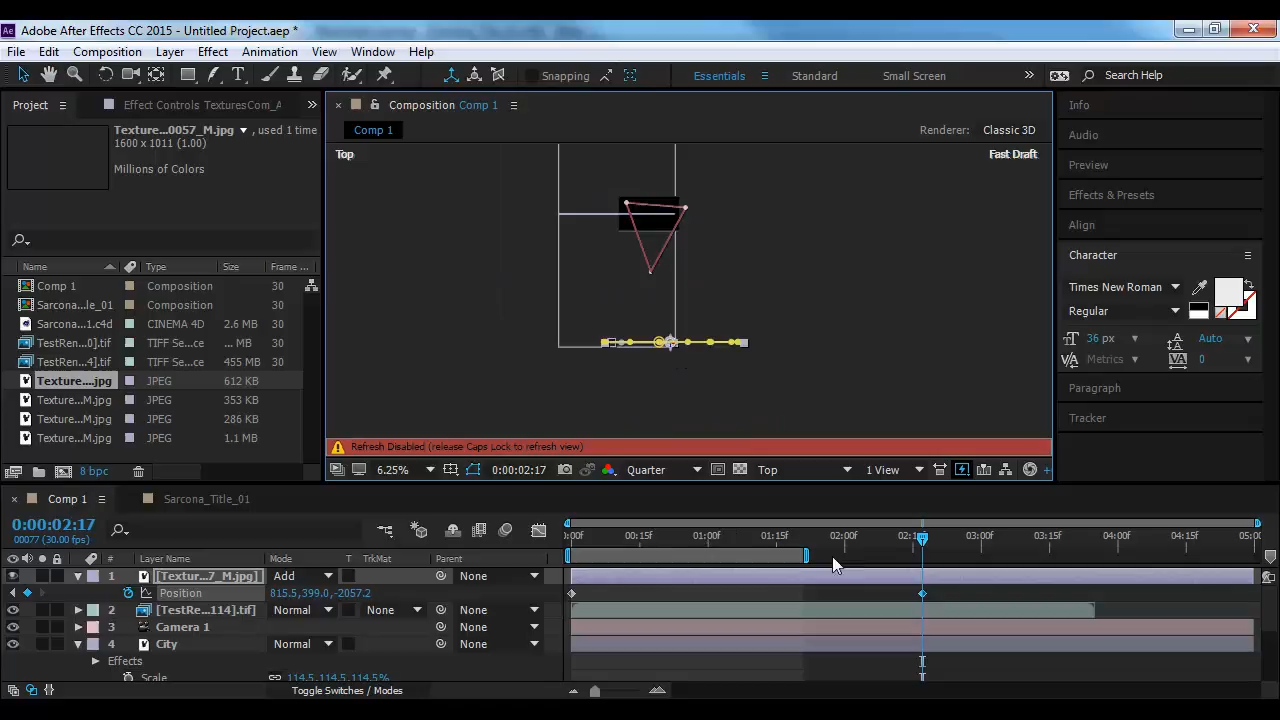 Adobe After Effects CC 2015 - Untitled Project.aep *
File Edit Composition Layer Effect Animation View Window Help
Snapping Essentials Standard Small Screen Search Help
Project Effect Controls TexturesCom_A Composition Comp 1 Info
Texture...0057_M.jpg , used 1 time
1600 x 1011 (1.00)
Millions of Colors
Comp 1 Renderer: Classic 3D
Top Fast Draft
Audio
Preview
Effects & Presets
Align
Character
Name Type Size Frame ...
Comp 1 Composition 30
Sarcona...le_01 Composition 30
Sarcona...1.c4d CINEMA 4D 2.6 MB 30
TestRen...0].tif TIFF Sequence ... MB 30
TestRen...4].tif TIFF Sequence 455 MB 30
Texture....jpg JPEG 612 KB
Texture...M.jpg JPEG 353 KB
Texture...M.jpg JPEG 286 KB
Texture...M.jpg JPEG 1.1 MB
8 bpc
Times New Roman
Regular
36 px Auto
Metrics 0
Paragraph
Tracker
Refresh Disabled (release Caps Lock to refresh view)
6.25% 0:00:02:17 Quarter Top 1 View
Comp 1 Sarcona_Title_01
0:00:02:17
00077 (30.00 fps)
:00f 00:15f 01:00f 01:15f 02:00f 02:1 03:00f 03:15f 04:00f 04:15f 05:0
# Layer Name Mode T TrkMat Parent
1 [Textur...7_M.jpg] Add None
Position 815.5,399.0,-2057.2
2 [TestRe...114].tif] Normal None None
3 Camera 1 None
4 City Normal None
Effects
Scale 114.5,114.5,114.5%
Toggle Switches / Modes